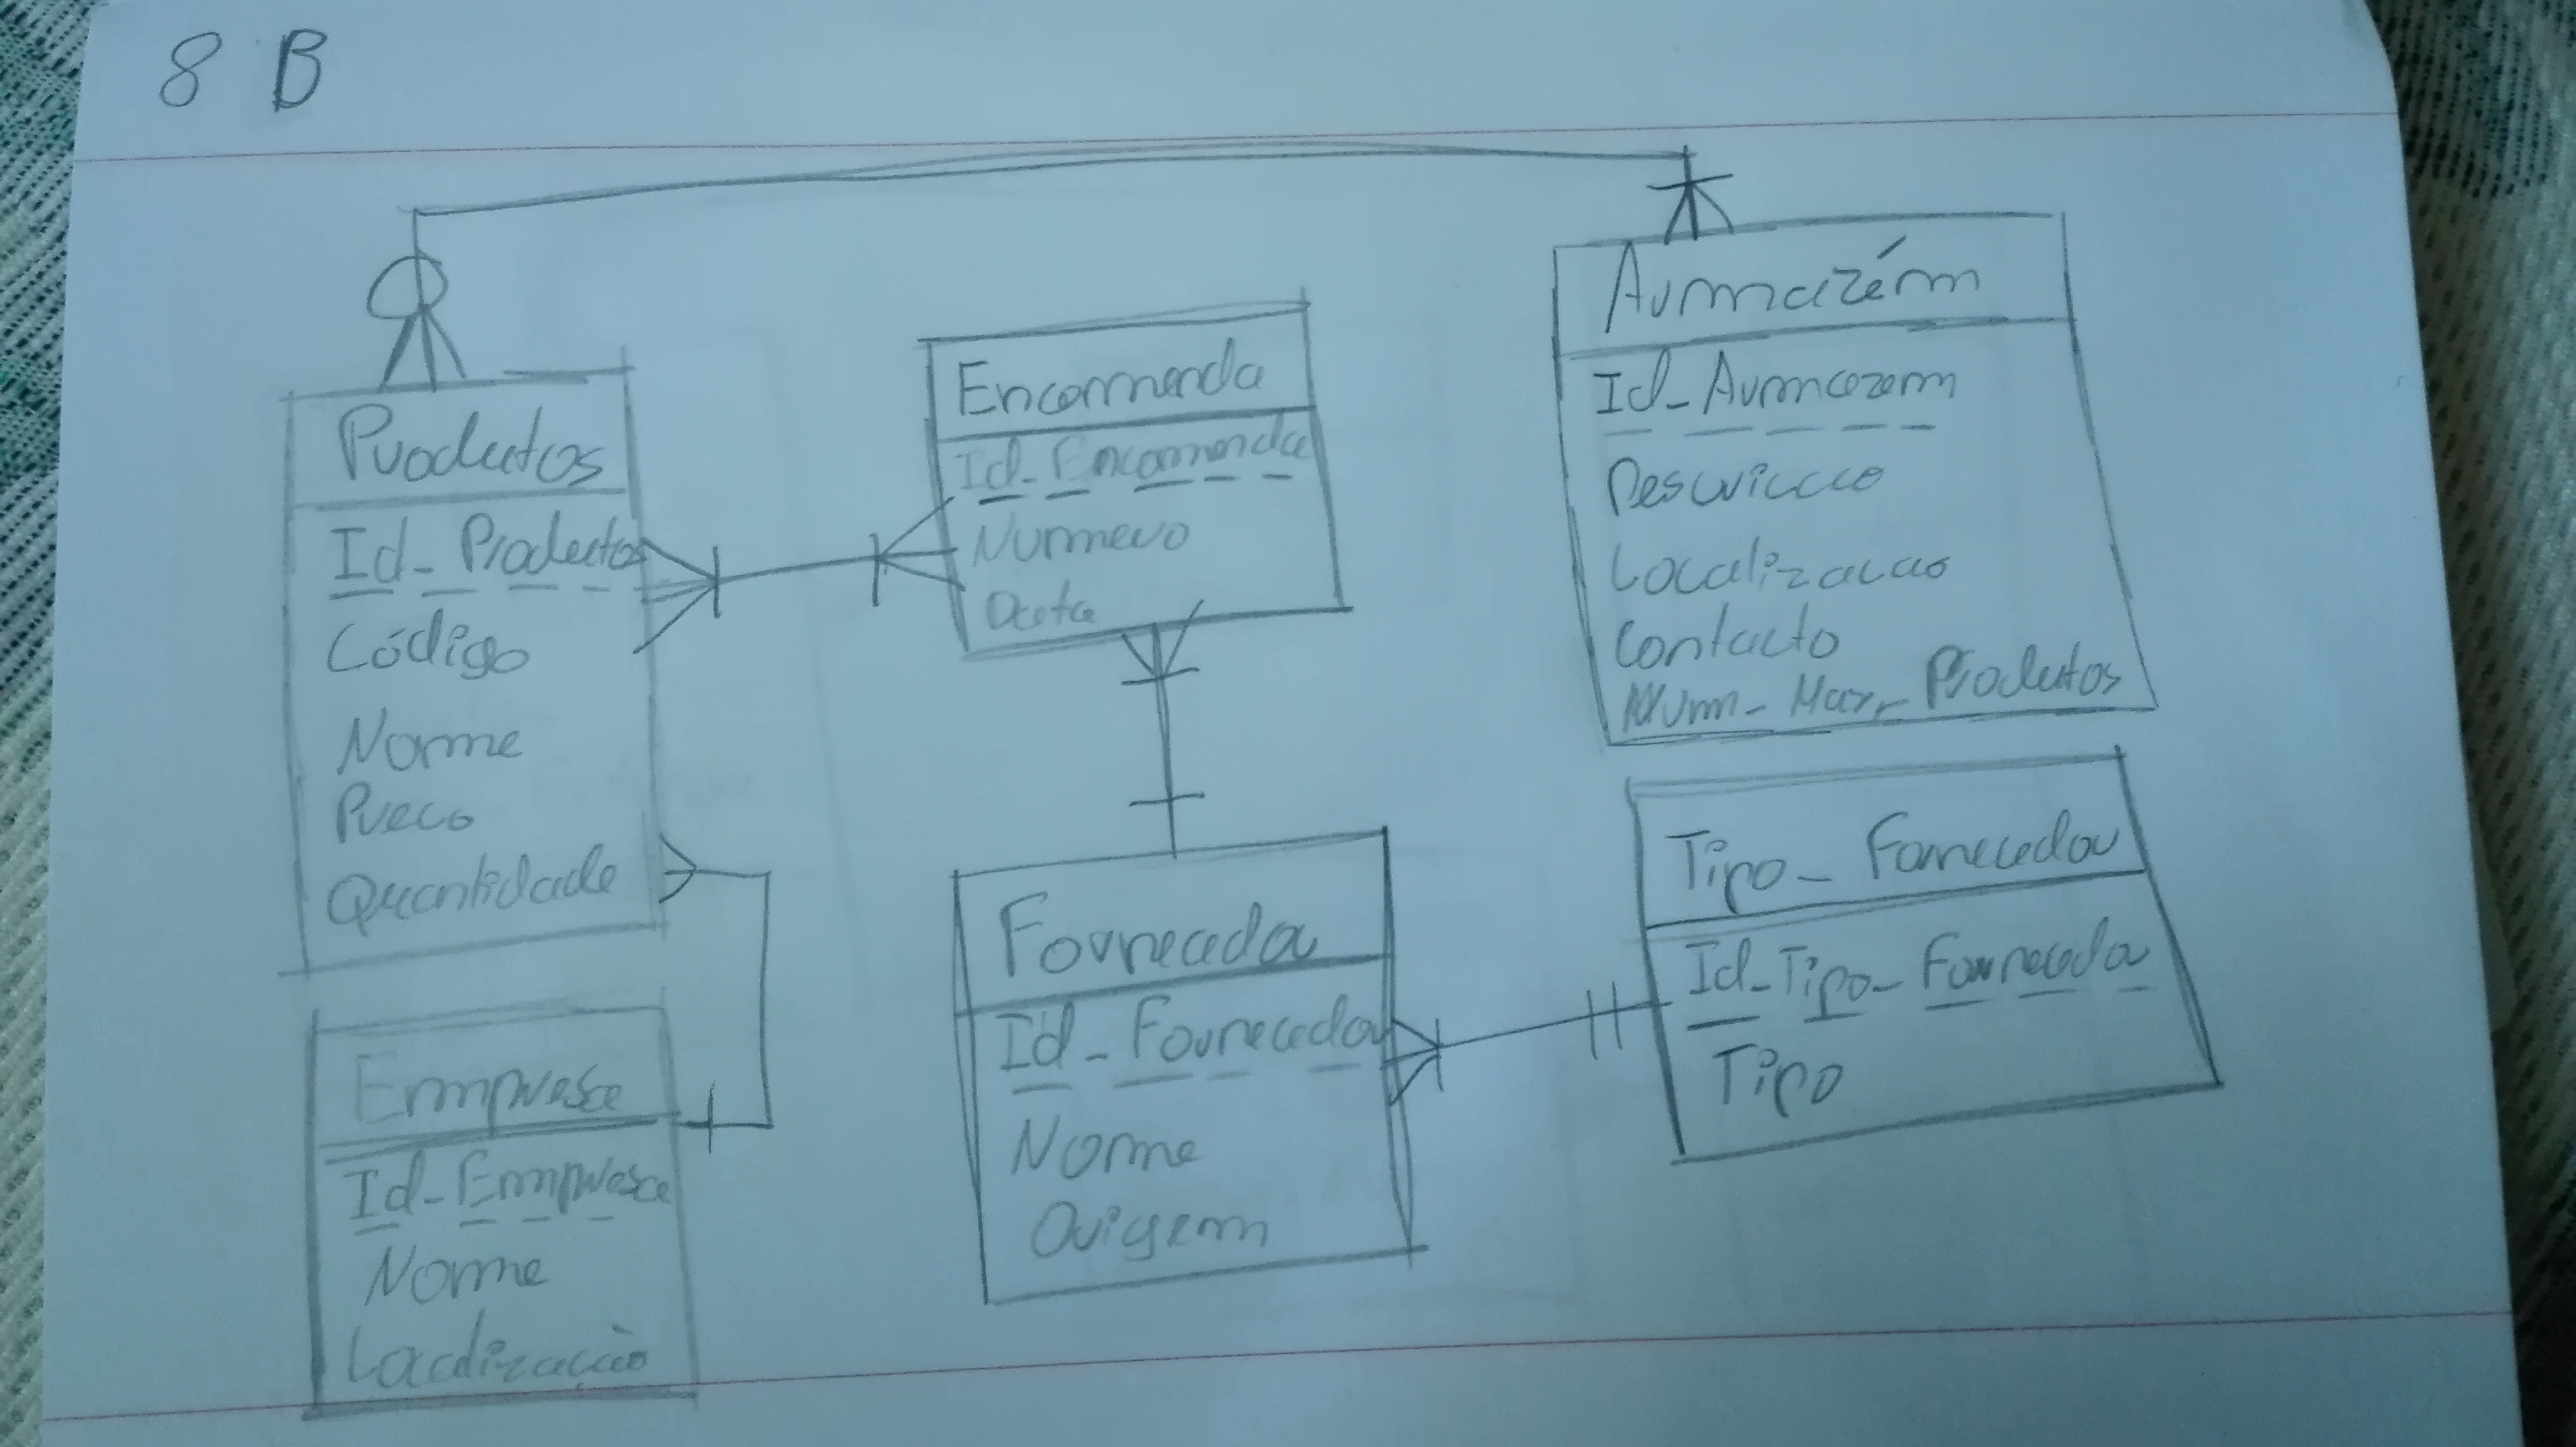 8 B
Produtos
Id_Produtos
Código
Nome
Preco
Quantidade
Empresa
Id_Empresa
Nome
Localização
Encomenda
Id_Encomenda
Numero
Data
Fornecedor
Id_Fornecedor
Nome
Origem
Armazém
Id_Armazem
Descricao
Localizacao
Contacto
Num_Max_Produtos
Tipo_Fornecedor
Id_Tipo_Fornecedor
Tipo